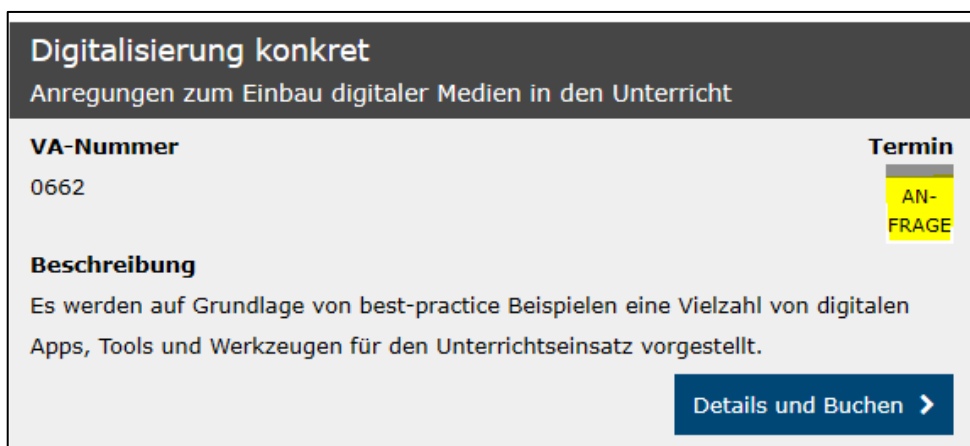 Digitalisierung konkret
Anregungen zum Einbau digitaler Medien in den Unterricht
VA-Nummer
Termin
0662
AN-
FRAGE
Beschreibung
Es werden auf Grundlage von best-practice Beispielen eine Vielzahl von digitalen
Apps, Tools und Werkzeugen für den Unterrichtseinsatz vorgestellt.
Details und Buchen